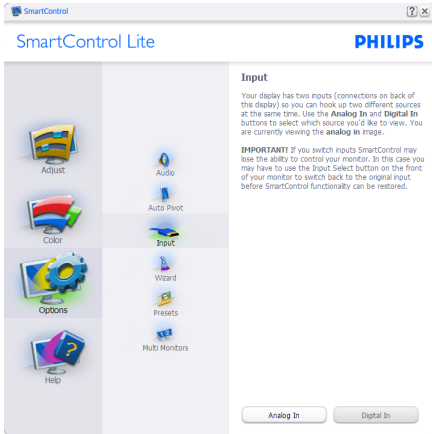 SmartControl
SmartControl Lite
PHILIPS
Adjust
Color
Options
Help
Audio
Auto Pivot
Input
Wizard
Presets
Multi Monitors
Input
Your display has two inputs (connections on back of
this display) so you can hook up two different sources
at the same time. Use the Analog In and Digital In
buttons to select which source you'd like to view. You
are currently viewing the analog in image.
IMPORTANT! If you switch inputs SmartControl may
lose the ability to control your monitor. In this case you
may have to use the Input Select button on the front
of your monitor to switch back to the original input
before SmartControl functionality can be restored.
Analog In
Digital In